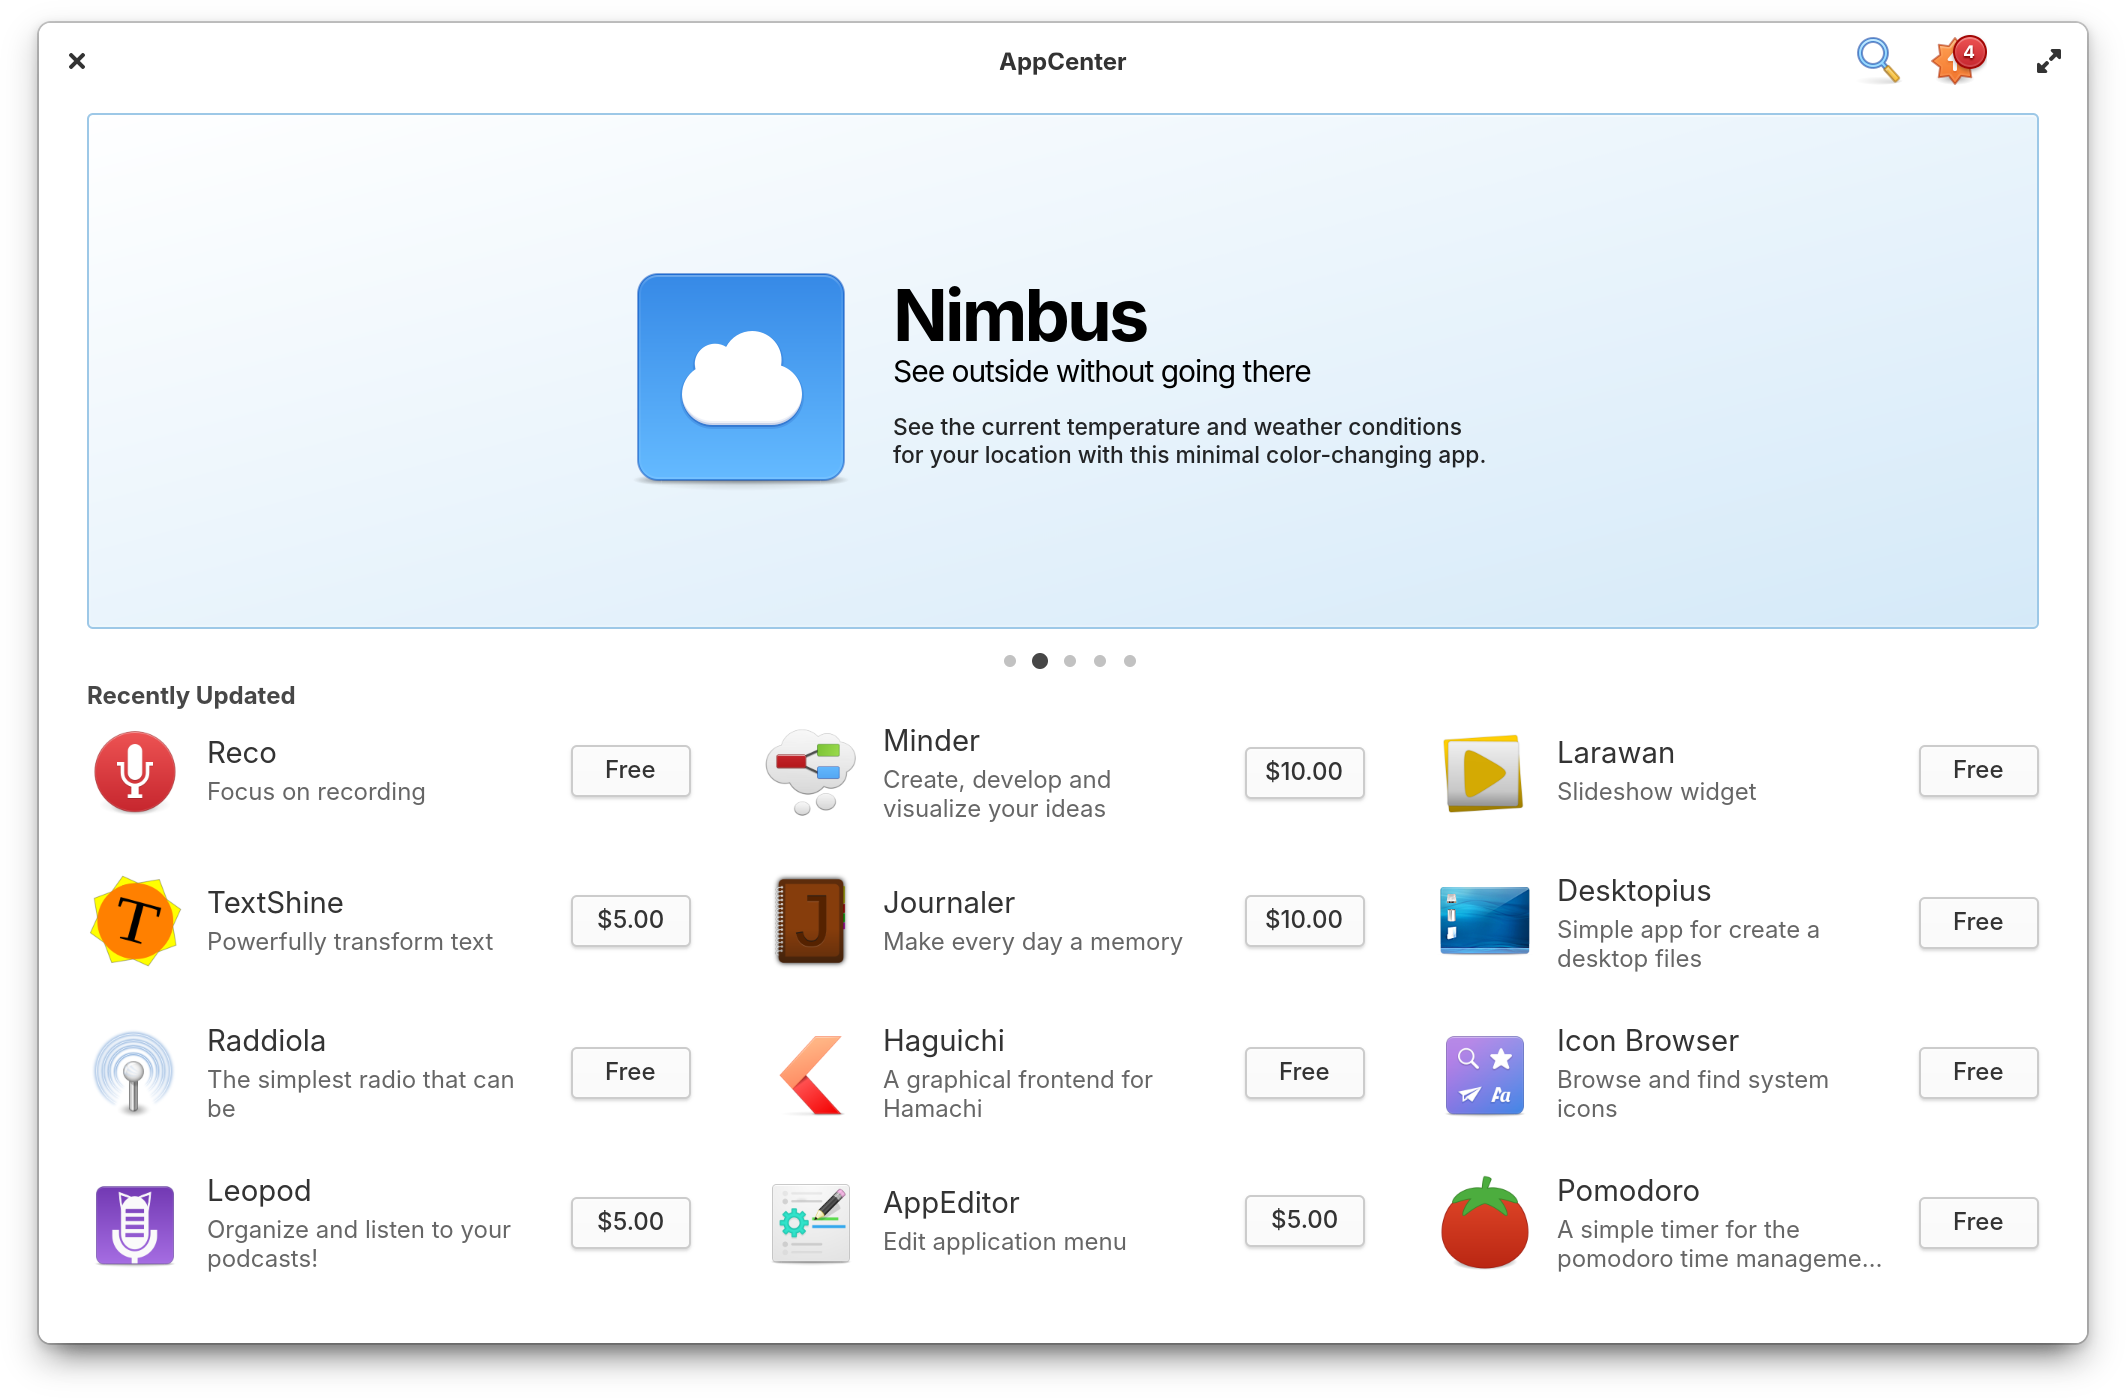 AppCenter
4
Nimbus
See outside without going there
See the current temperature and weather conditions
for your location with this minimal color-changing app.
Recently Updated
Reco
Focus on recording
Free
Minder
Create, develop and
visualize your ideas
$10.00
Larawan
Slideshow widget
Free
T
TextShine
Powerfully transform text
$5.00
J
Journaler
Make every day a memory
$10.00
Desktopius
Simple app for create a
desktop files
Free
Raddiola
The simplest radio that can
be
Free
Haguichi
A graphical frontend for
Hamachi
Free
Aa
Icon Browser
Browse and find system
icons
Free
Leopod
Organize and listen to your
podcasts!
$5.00
AppEditor
Edit application menu
$5.00
Pomodoro
A simple timer for the
pomodoro time manageme...
Free